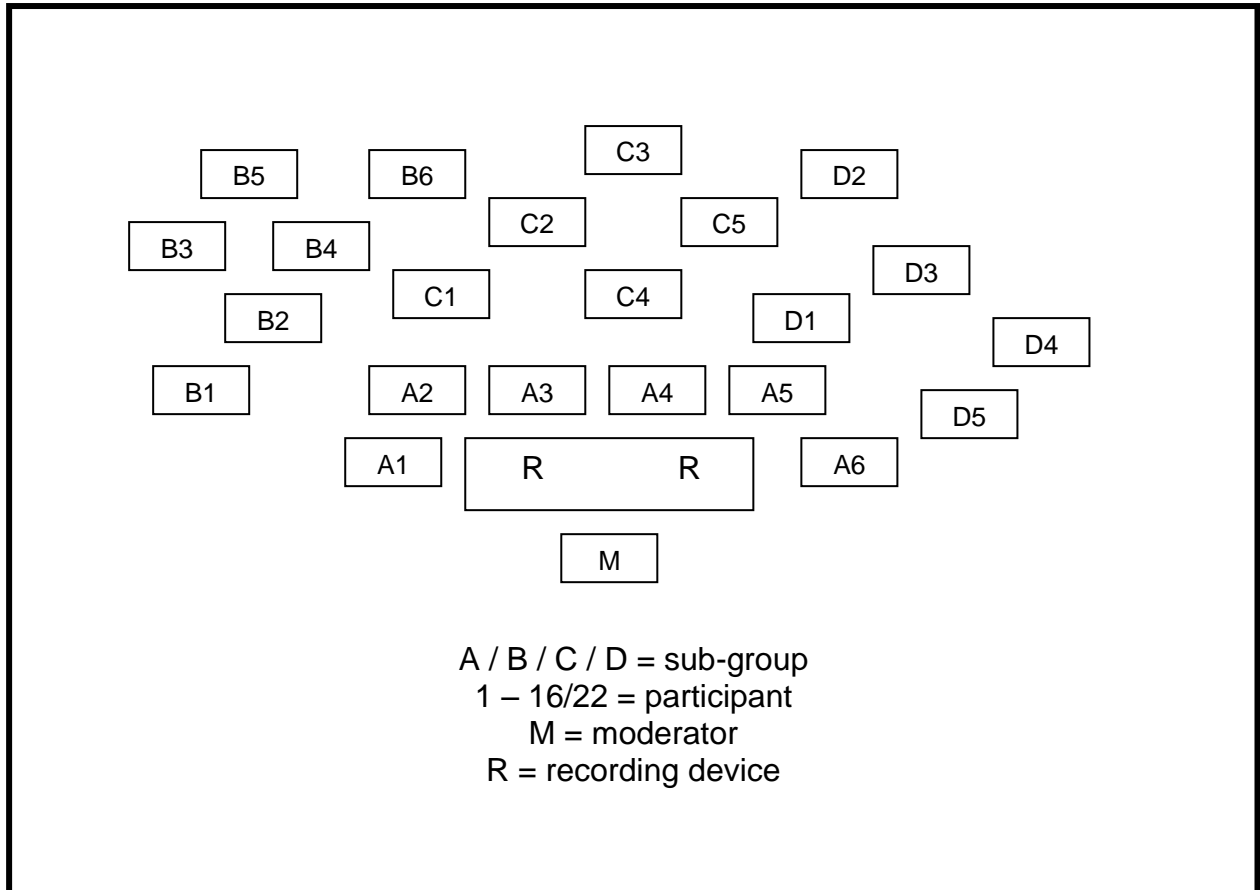 C3
B5 B6 D2
C2 C5
B3 B4
D3
C1 C4
B2 D1
D4
B1 A2 A3 A4 A5
D5
A1 R R A6
M
A / B / C / D = sub-group
1 – 16/22 = participant
M = moderator
R = recording device